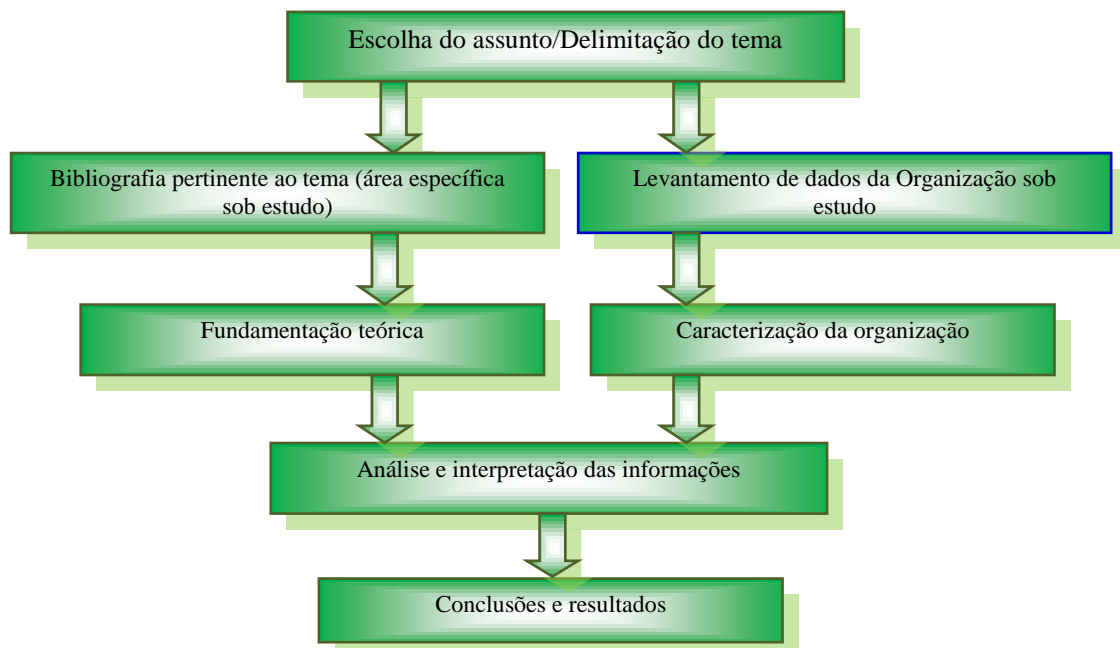 Escolha do assunto/Delimitação do tema
Bibliografia pertinente ao tema (área específica
sob estudo)
Levantamento de dados da Organização sob
estudo
Fundamentação teórica
Caracterização da organização
Análise e interpretação das informações
Conclusões e resultados